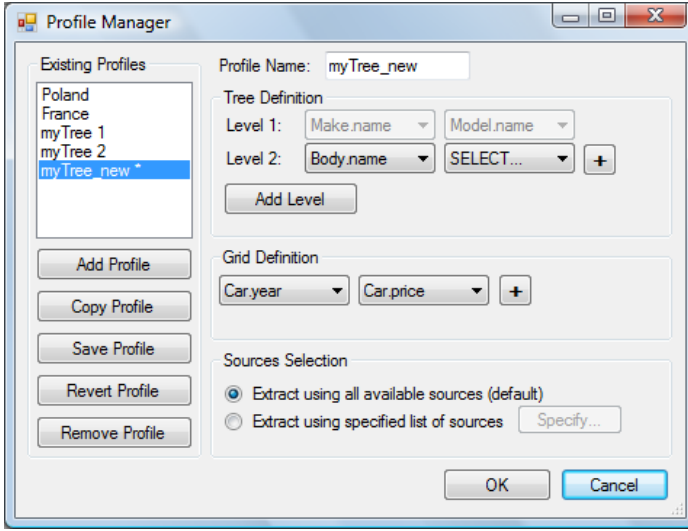 Profile Manager
Existing Profiles
Poland
France
myTree 1
myTree 2
myTree_new *
Add Profile
Copy Profile
Save Profile
Revert Profile
Remove Profile
Profile Name: myTree_new
Tree Definition
Level 1: Make.name Model.name
Level 2: Body.name SELECT... +
Add Level
Grid Definition
Car.year Car.price +
Sources Selection
Extract using all available sources (default)
Extract using specified list of sources Specify...
OK Cancel